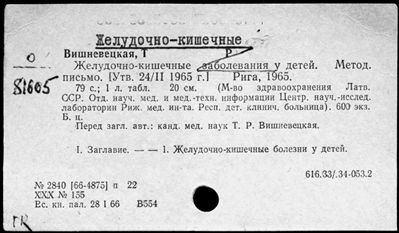 Желудочно-кишечные
Вишневецкая, Т Р.
О
81605
Желудочно-кишечные заболевания у детей. Метод.
письмо. [Утв. 24/II 1965 г.] Рига, 1965.
79 с.; 1 л. табл. 20 см. (М-во здравоохранения Латв.
ССР. Отд. науч. мед. и мед.-техн. информации Центр. науч.-исслед.
лаборатории Риж. мед. ин-та. Респ. дет. клинич. больница). 600 экз.
Б. ц.
Перед загл. авт.: канд. мед. наук Т. Р. Вишневецкая.
I. Заглавие. — — 1. Желудочно-кишечные болезни у детей.
616.33/.34-053.2
№ 2840 [66-4875] п 22
XXX № 155
Ес. кн. пал. 28 I 66 В554
ГК